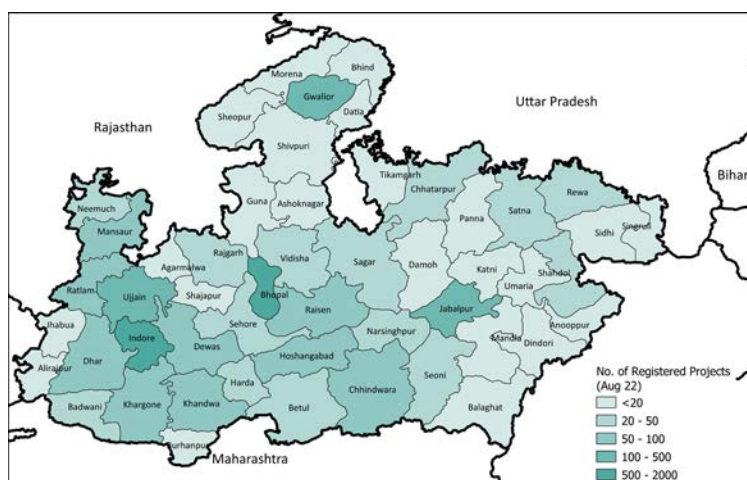 Bhind
Morena
Gwalior
Uttar Pradesh
Sheopur
Datia
Rajasthan
Shivpuri
Tikamgarh
Bihar
Chhatarpur
Rewa
Neemuch
Guna
Ashoknagar
Panna
Satna
Mansaur
Sidhi
Singroli
Rajgarh
Vidisha
Sagar
Damoh
Katni
Shahdol
Agarmalwa
Umaria
Ratlam
Ujjain
Shajapur
Bhopal
Raisen
Jabalpur
Anooppur
Jhabua
Sehore
Narsinghpur
Mandla
Dindori
Indore
Dewas
Hoshangabad
Dhar
Alirajpur
Harda
Seoni
Chhindwara
Khargone
Khandwa
Badwani
Betul
Balaghat
Burhanpur
Maharashtra
No. of Registered Projects
(Aug 22)
<20
20 - 50
50 - 100
100 - 500
500 - 2000